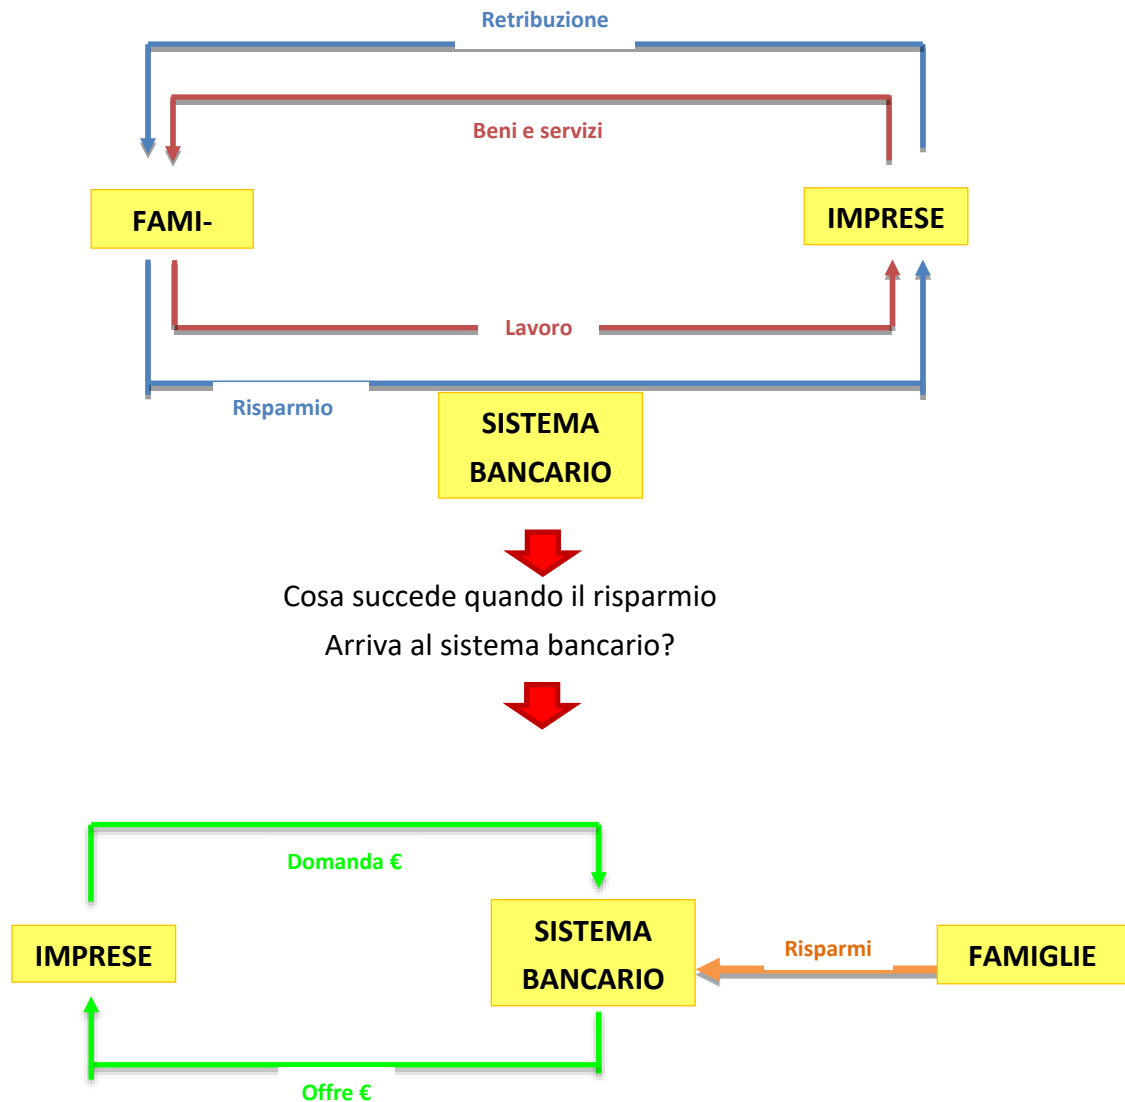 Retribuzione
Beni e servizi
FAMI-
IMPRESE
Lavoro
Risparmio
SISTEMA
BANCARIO
Cosa succede quando il risparmio
Arriva al sistema bancario?
Domanda €
IMPRESE
SISTEMA
BANCARIO
Risparmi
FAMIGLIE
Offre €